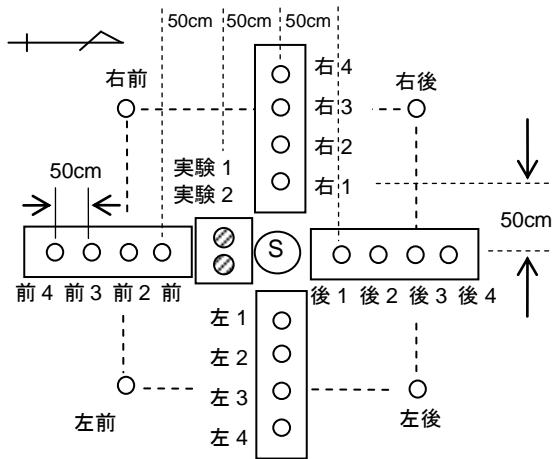 50cm 50cm 50cm
右前
右 4
右後
右 3
50cm
実験 1
右 2
実験 2
右 1
50cm
S
前 4 前 3 前 2 前
後 1 後 2 後 3 後 4
左 1
左 2
左 3
左前
左後
左 4